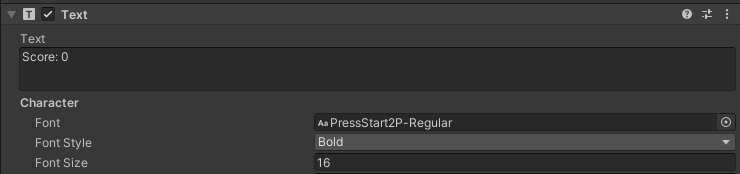 Text
Text
Score: 0
Character
Font Aa PressStart2P-Regular
Font Style Bold
Font Size 16